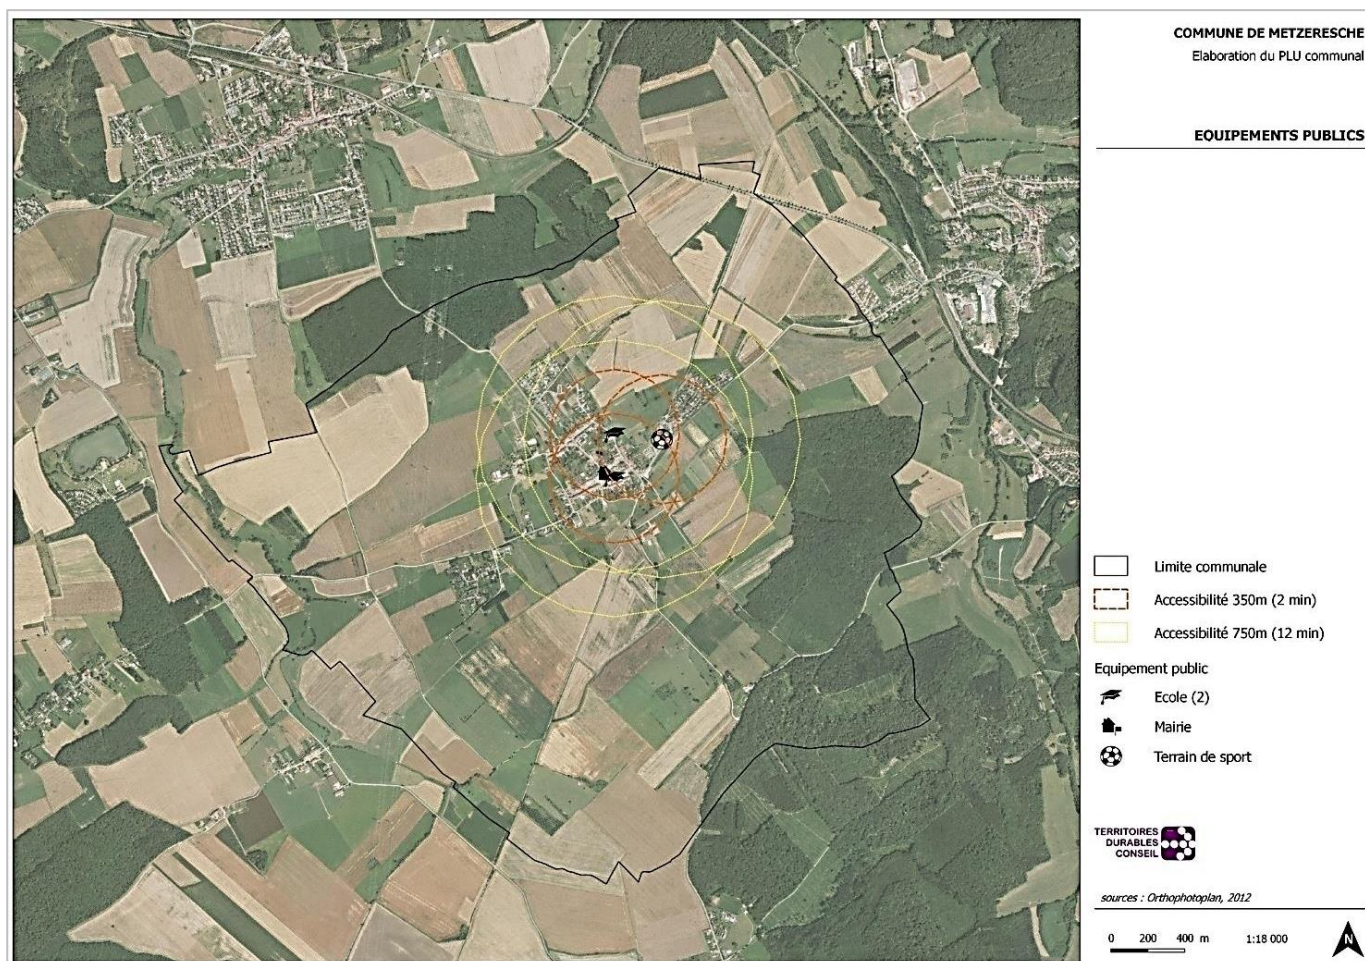 COMMUNE DE METZERESCHE
Elaboration du PLU communal
EQUIPEMENTS PUBLICS
Limite communale
Accessibilité 350m (2 min)
Accessibilité 750m (12 min)
Equipement public
Ecole (2)
Mairie
Terrain de sport
TERRITOIRES
DURABLES
CONSEIL
sources : Orthophotoplan, 2012
0 200 400 m 1:18 000 N